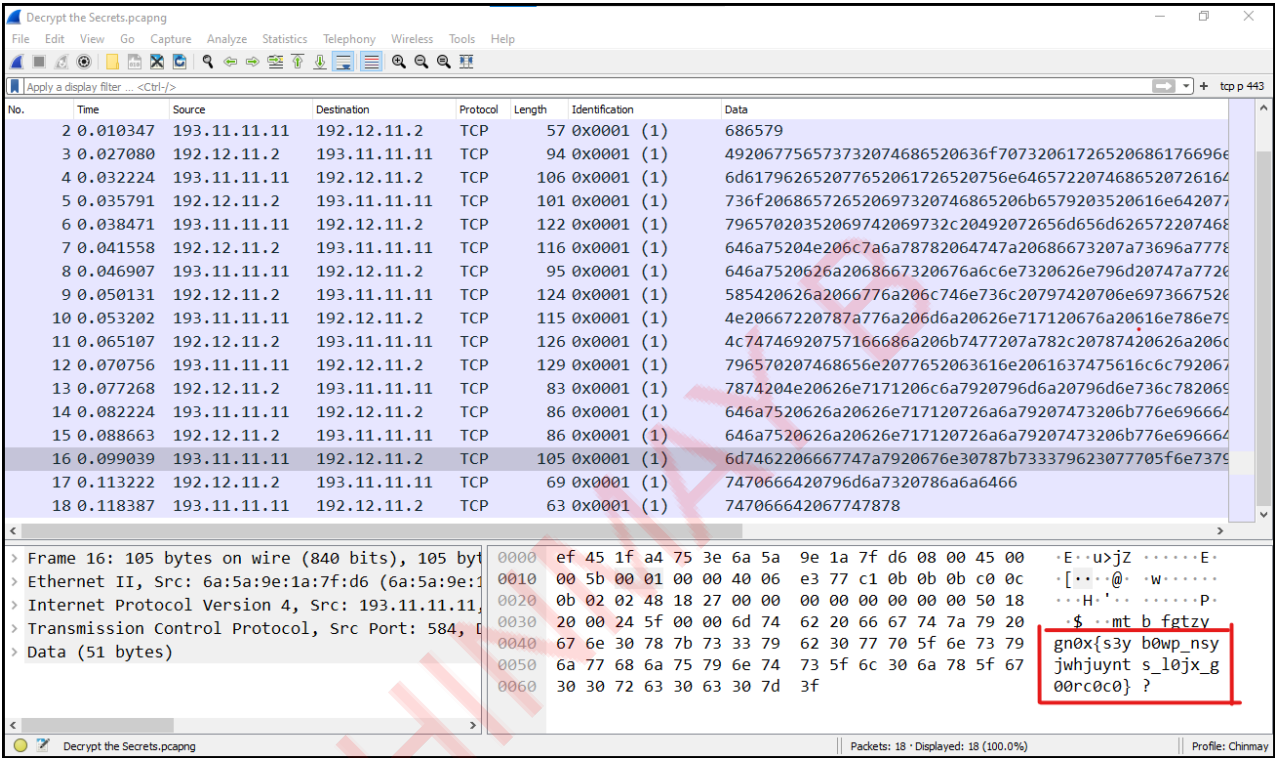 Decrypt the Secrets.pcapng
File Edit View Go Capture Analyze Statistics Telephony Wireless Tools Help
Apply a display filter ... <Ctrl-/> + tcp p 443
No. Time Source Destination Protocol Length Identification Data
2 0.010347 193.11.11.11 192.12.11.2 TCP 57 0x0001 (1) 686579
3 0.027080 192.12.11.2 193.11.11.11 TCP 94 0x0001 (1) 492067756573732074686520636f70732061726520686176696e
4 0.032224 193.11.11.11 192.12.11.2 TCP 106 0x0001 (1) 6d617962652077652061726520756e6465722074686520726164
5 0.035791 192.12.11.2 193.11.11.11 TCP 101 0x0001 (1) 736f206865726520697320746865206b6579203520616e642077
6 0.038471 193.11.11.11 192.12.11.2 TCP 122 0x0001 (1) 79657020352069742069732c20492072656d656d626572207468
7 0.041558 192.12.11.2 193.11.11.11 TCP 116 0x0001 (1) 646a75204e206c7a6a78782064747a20686673207a73696a7778
8 0.046907 193.11.11.11 192.12.11.2 TCP 95 0x0001 (1) 646a7520626a2068667320676a6c6e7320626e796d20747a7720
9 0.050131 192.12.11.2 193.11.11.11 TCP 124 0x0001 (1) 585420626a2066776a206c746e736c20797420706e6973667520
10 0.053202 193.11.11.11 192.12.11.2 TCP 115 0x0001 (1) 4e20667220787a776a206d6a20626e717120676a20616e786e79
11 0.065107 192.12.11.2 193.11.11.11 TCP 126 0x0001 (1) 4c7474692075716668 6a206b7477207a782c20787420626a206c
12 0.070756 193.11.11.11 192.12.11.2 TCP 129 0x0001 (1) 796570207468656e2077652063616e2061637475616c6c792067
13 0.077268 192.12.11.2 193.11.11.11 TCP 83 0x0001 (1) 7874204e20626e7171206c6a7920796d6a20796d6e736c782069
14 0.082224 193.11.11.11 192.12.11.2 TCP 86 0x0001 (1) 646a7520626a20626e717120726a6a79207473206b776e696664
15 0.088663 192.12.11.2 193.11.11.11 TCP 86 0x0001 (1) 646a7520626a20626e717120726a6a79207473206b776e696664
16 0.099039 193.11.11.11 192.12.11.2 TCP 105 0x0001 (1) 6d7462206667747a7920676e30787b733379623077705f6e7379
17 0.113222 192.12.11.2 193.11.11.11 TCP 69 0x0001 (1) 7470666420796d6a7320786a6a6466
18 0.118387 193.11.11.11 192.12.11.2 TCP 63 0x0001 (1) 747066642067747878
Frame 16: 105 bytes on wire (840 bits), 105 byt
Ethernet II, Src: 6a:5a:9e:1a:7f:d6 (6a:5a:9e:1
Internet Protocol Version 4, Src: 193.11.11.11,
Transmission Control Protocol, Src Port: 584, D
Data (51 bytes)
0000 ef 45 1f a4 75 3e 6a 5a 9e 1a 7f d6 08 00 45 00 ·E··u>jZ ······E·
0010 00 5b 00 01 00 00 40 06 e3 77 c1 0b 0b 0b c0 0c ·[····@· ·w······
0020 0b 02 02 48 18 27 00 00 00 00 00 00 00 00 50 18 ···H·'·· ······P·
0030 20 00 24 5f 00 00 6d 74 62 20 66 67 74 7a 79 20 ·$_··mt b fgtzy
0040 67 6e 30 78 7b 73 33 79 62 30 77 70 5f 6e 73 79 gn0x{s3y b0wp_nsy
0050 6a 77 68 6a 75 79 6e 74 73 5f 6c 30 6a 78 5f 67 jwhjuynt s_l0jx_g
0060 30 30 72 63 30 63 30 7d 3f 00rc0c0} ?
Decrypt the Secrets.pcapng Packets: 18 · Displayed: 18 (100.0%) Profile: Chinmay
HINMAY B